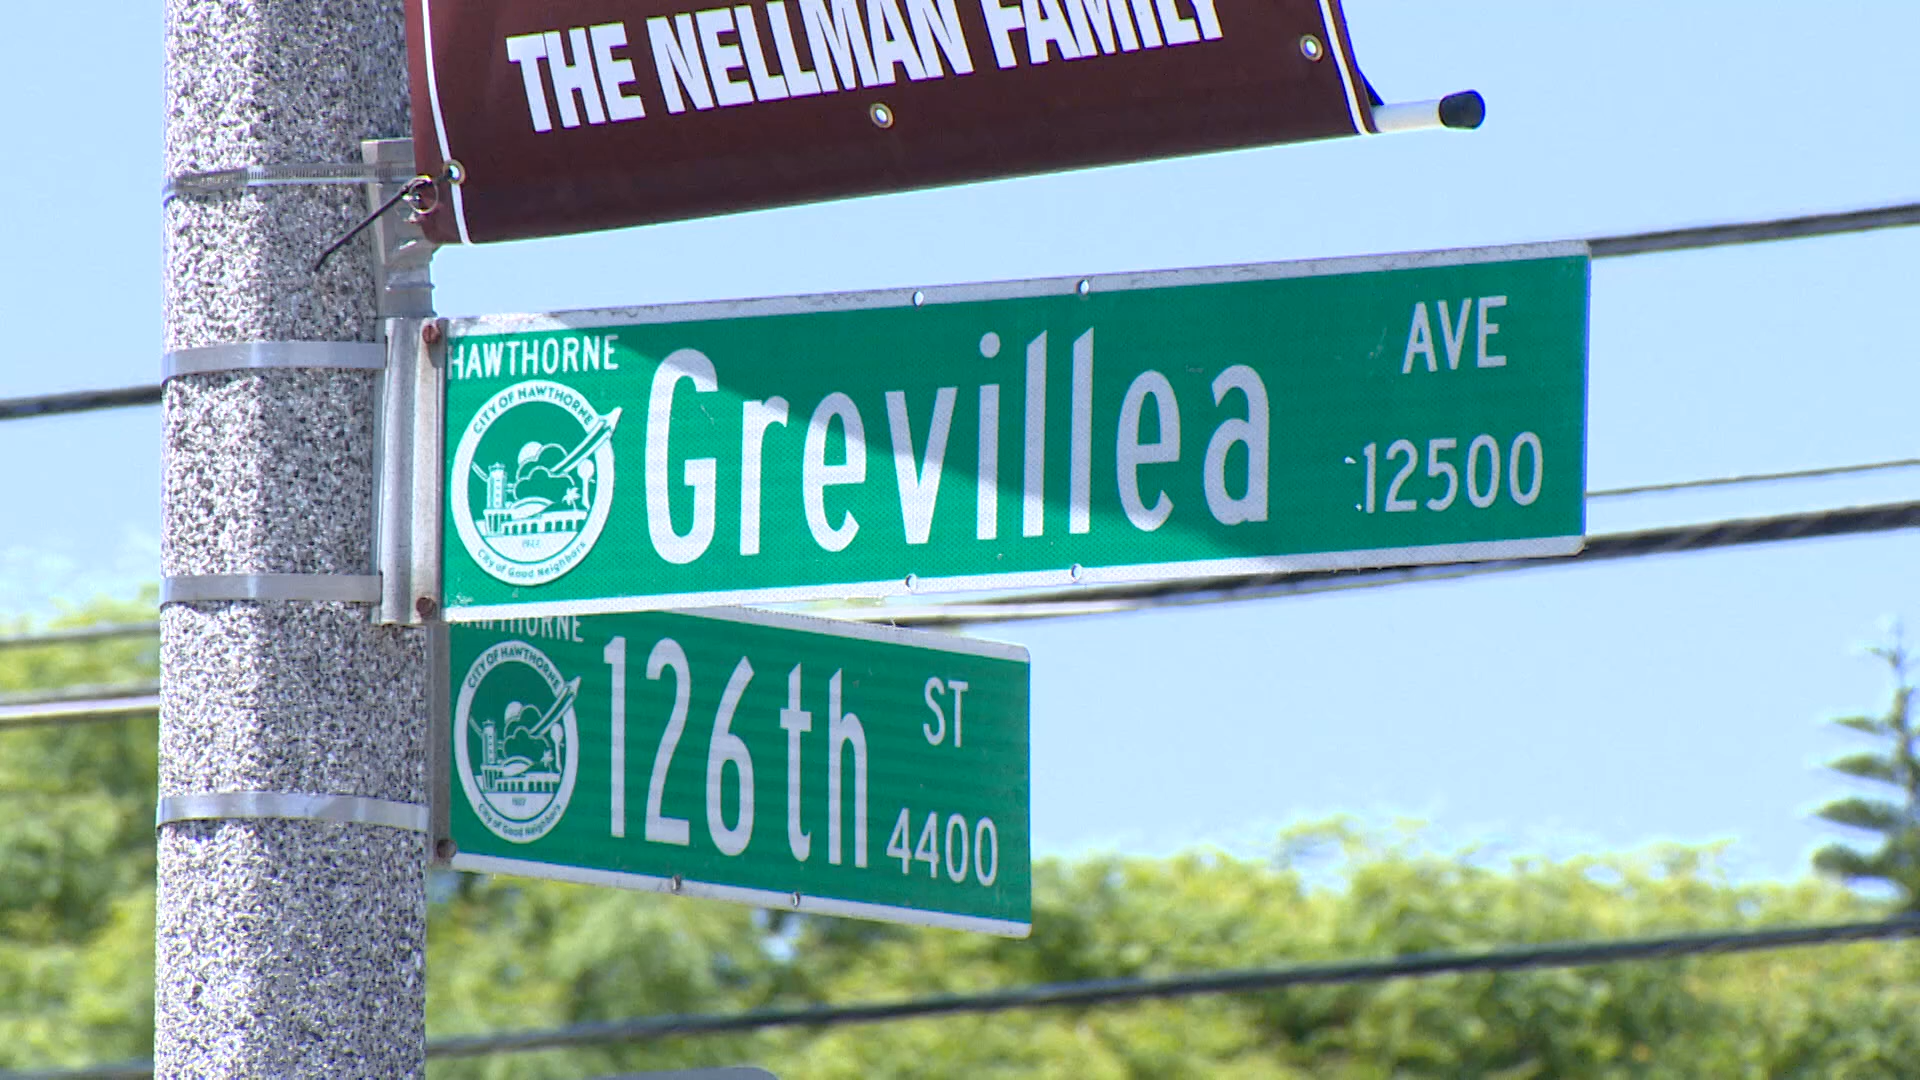 THE NELLMAN FAMILY
HAWTHORNE
CITY OF HAWTHORNE
City of Good Neighbors
Grevillea
AVE
12500
HAWTHORNE
CITY OF HAWTHORNE
City of Good Neighbors
126th
ST
4400